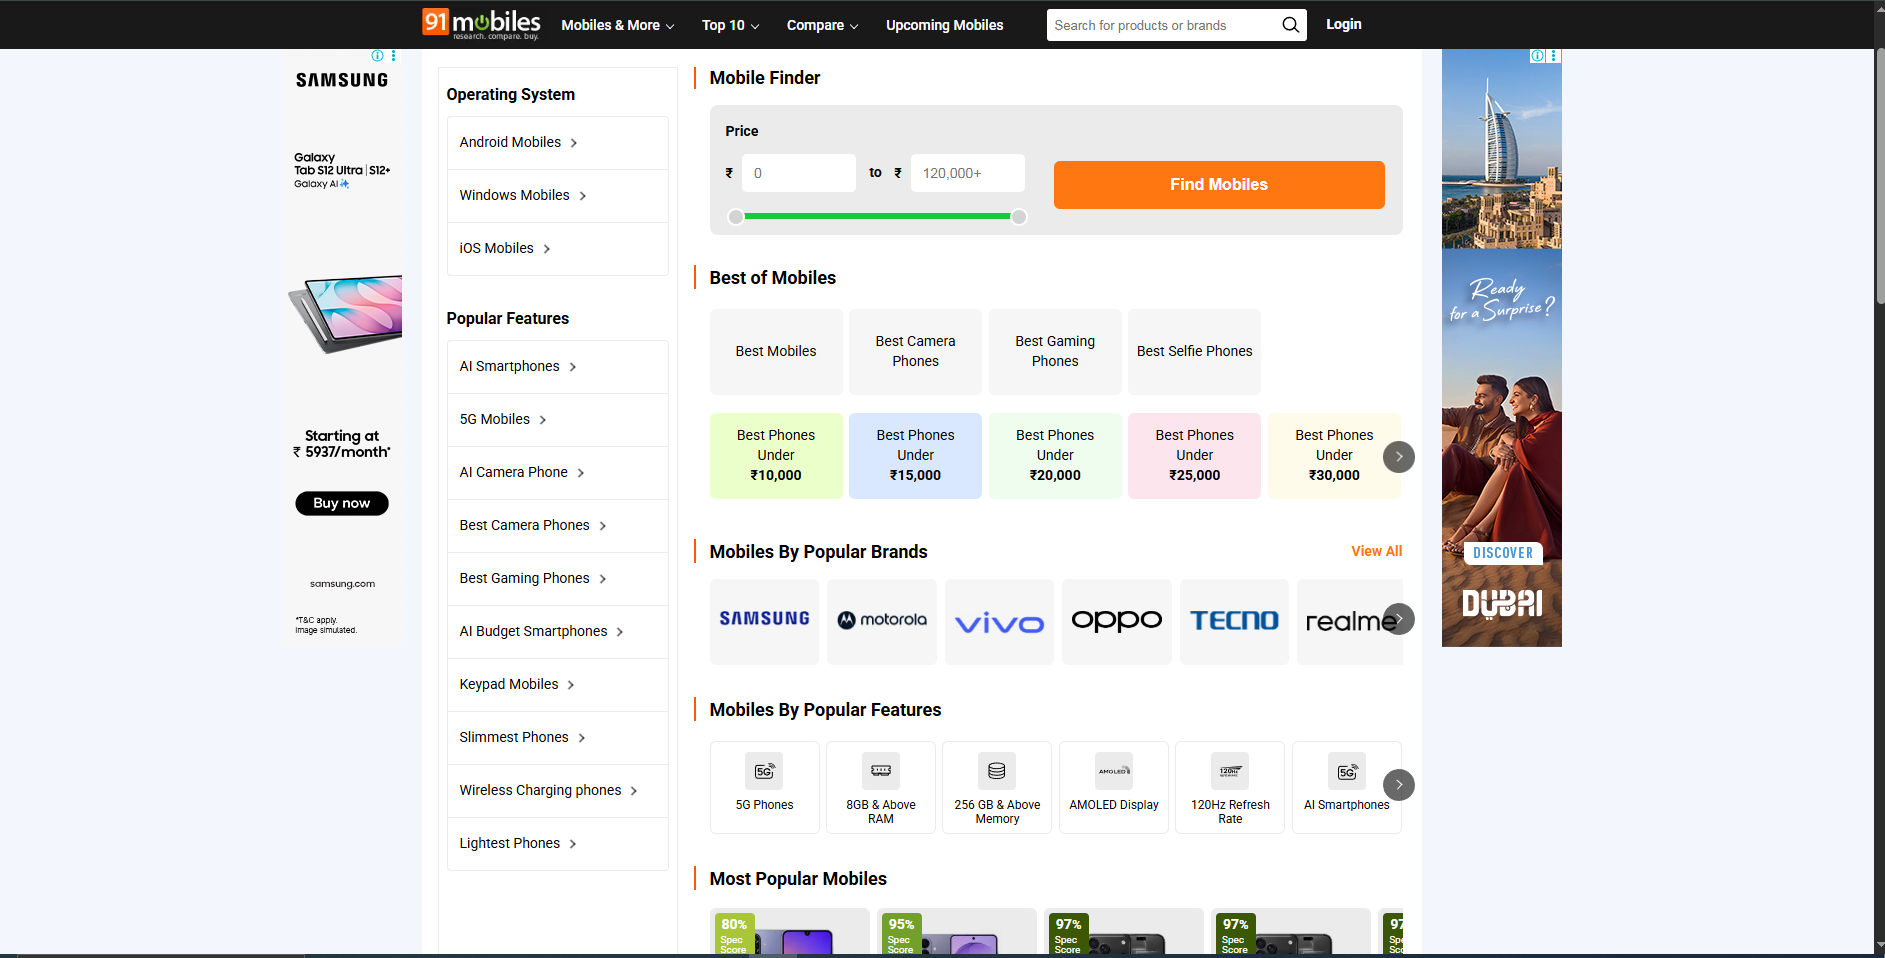 91mobiles
research. compare. buy.
Mobiles & More
Top 10
Compare
Upcoming Mobiles
Search for products or brands
Login
SAMSUNG
Galaxy
Tab S12 Ultra | S12+
Galaxy AI
Starting at
₹ 5937/month*
Buy now
samsung.com
*T&C apply.
Image simulated.
Operating System
Android Mobiles
Windows Mobiles
iOS Mobiles
Popular Features
AI Smartphones
5G Mobiles
AI Camera Phone
Best Camera Phones
Best Gaming Phones
AI Budget Smartphones
Keypad Mobiles
Slimmest Phones
Wireless Charging phones
Lightest Phones
Mobile Finder
Price
₹ 0 to ₹ 120,000+
Find Mobiles
Best of Mobiles
Best Mobiles
Best Camera
Phones
Best Gaming
Phones
Best Selfie Phones
Best Phones
Under
₹10,000
Best Phones
Under
₹15,000
Best Phones
Under
₹20,000
Best Phones
Under
₹25,000
Best Phones
Under
₹30,000
Mobiles By Popular Brands
View All
SAMSUNG
motorola
vivo
oppo
TECNO
realme
Mobiles By Popular Features
5G
5G Phones
8GB & Above
RAM
256 GB & Above
Memory
AMOLED
AMOLED Display
120Hz
120Hz Refresh
Rate
5G
AI Smartphones
Most Popular Mobiles
80%
Spec
Score
95%
Spec
Score
97%
Spec
Score
97%
Spec
Score
Ready
for a Surprise?
DISCOVER
DUBAI